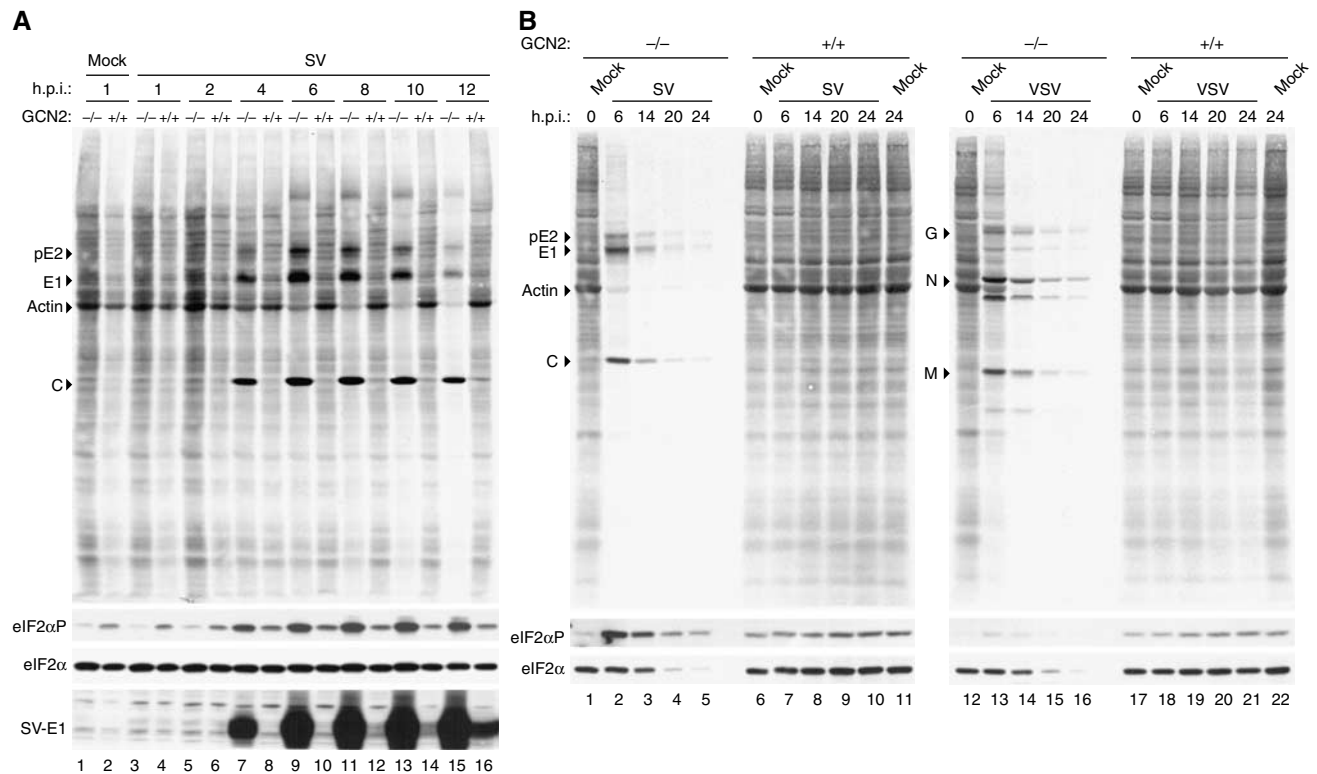 A
Mock SV
h.p.i.: 1 1 2 4 6 8 10 12
GCN2: –/– +/+ –/– +/+ –/– +/+ –/– +/+ –/– +/+ –/– +/+ –/– +/+ –/– +/+
pE2
E1
Actin
C
eIF2αP
eIF2α
SV-E1
1 2 3 4 5 6 7 8 9 10 11 12 13 14 15 16
B
GCN2: –/– +/+ –/– +/+
Mock SV Mock SV Mock Mock VSV Mock VSV Mock
h.p.i.: 0 6 14 20 24 0 6 14 20 24 24 0 6 14 20 24 0 6 14 20 24 24
pE2
E1
Actin
C
G
N
M
eIF2αP
eIF2α
1 2 3 4 5 6 7 8 9 10 11 12 13 14 15 16 17 18 19 20 21 22